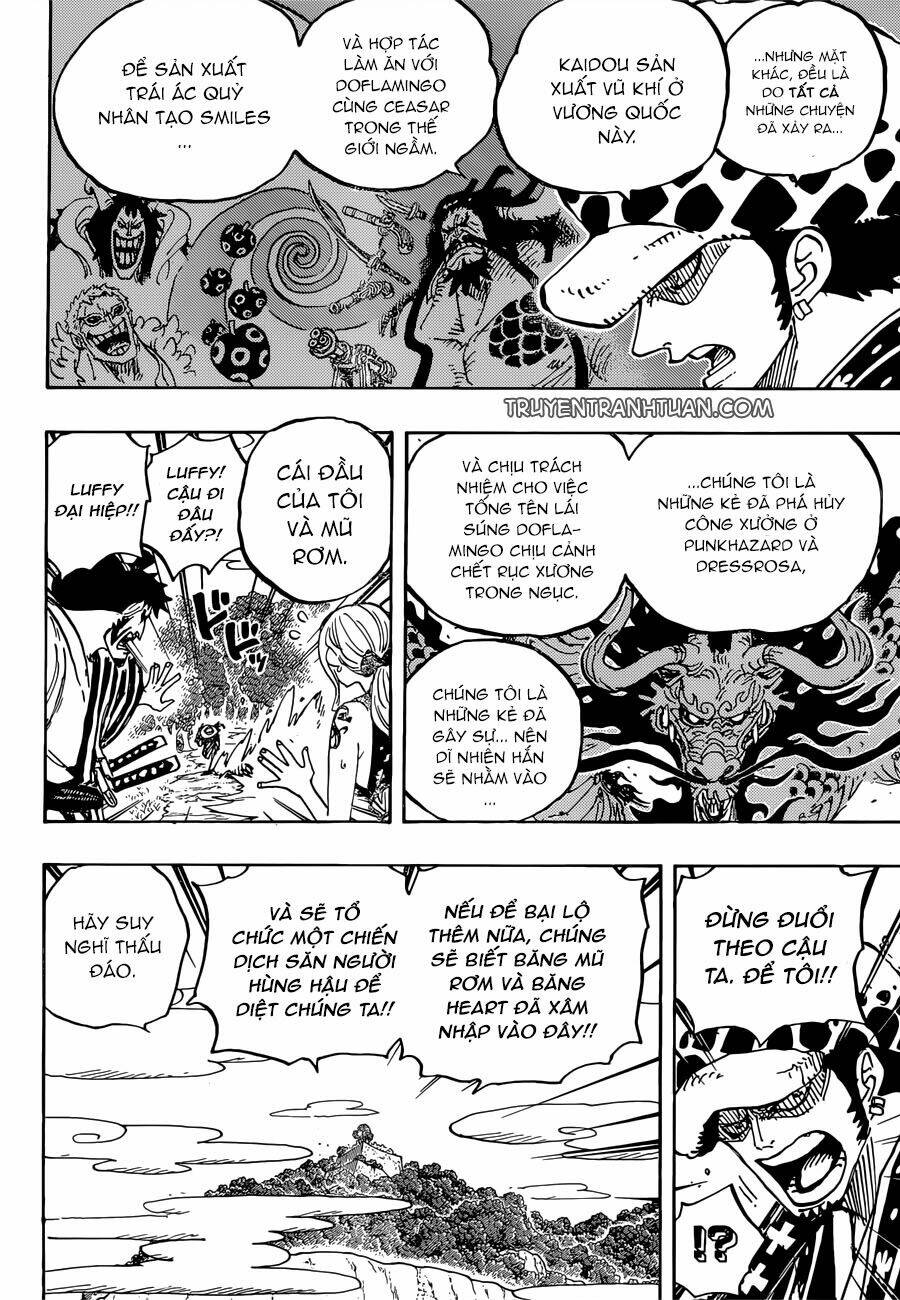 ...NHƯNG MẶT
KHÁC, ĐỀU LÀ
DO TẤT CẢ
NHỮNG CHUYỆN
ĐÃ XẢY RA...
KAIDOU SẢN
XUẤT VŨ KHÍ Ở
VƯƠNG QUỐC
NÀY.
VÀ HỢP TÁC
LÀM ĂN VỚI
DOFLAMINGO
CÙNG CEASAR
TRONG THẾ
GIỚI NGẦM.
ĐỂ SẢN XUẤT
TRÁI ÁC QUỶ
NHÂN TẠO SMILES
...
TRUYENTRANHTUAN.COM
...CHÚNG TÔI LÀ
NHỮNG KẺ ĐÃ PHÁ HỦY
CÔNG XƯỞNG Ở
PUNKHAZARD VÀ
DRESSROSA,
VÀ CHỊU TRÁCH
NHIỆM CHO VIỆC
TỐNG TÊN LÁI
SÚNG DOFLA-
MINGO CHỊU CẢNH
CHẾT RỤC XƯƠNG
TRONG NGỤC.
CHÚNG TÔI LÀ
NHỮNG KẺ ĐÃ
GÂY SỰ... NÊN
DĨ NHIÊN HẮN
SẼ NHẰM VÀO
...
CÁI ĐẦU
CỦA TÔI
VÀ MŨ
RƠM.
LUFFY!
CẬU ĐI
ĐÂU
ĐẤY?!
LUFFY
ĐẠI HIỆP!!
ドドド
ĐỪNG ĐUỔI
THEO CẬU
TA. ĐỂ TÔI!!
!?
NẾU ĐỂ BẠI LỘ
THÊM NỮA, CHÚNG
SẼ BIẾT BĂNG MŨ
RƠM VÀ BĂNG
HEART ĐÃ XÂM
NHẬP VÀO ĐÂY!!
VÀ SẼ TỔ
CHỨC MỘT CHIẾN
DỊCH SĂN NGƯỜI
HÙNG HẬU ĐỂ
DIỆT CHÚNG TA!!
HÃY SUY
NGHĨ THẤU
ĐÁO.